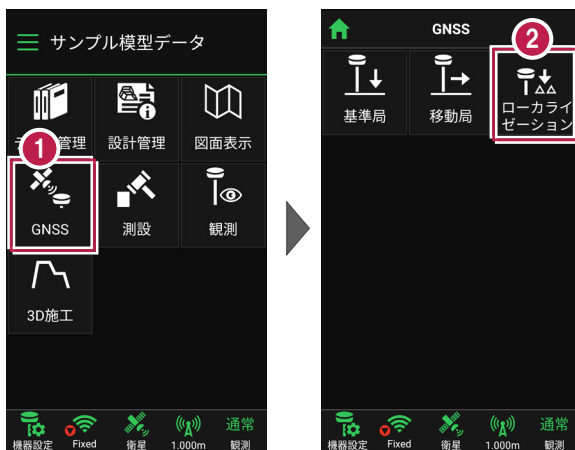 サンプル模型データ
管理
設計管理
図面表示
1
GNSS
測設
観測
3D施工
機器設定
Fixed
衛星
1.000m
通常
観測
GNSS
2
基準局
移動局
ローカライ
ゼーション
機器設定
Fixed
衛星
1.000m
通常
観測